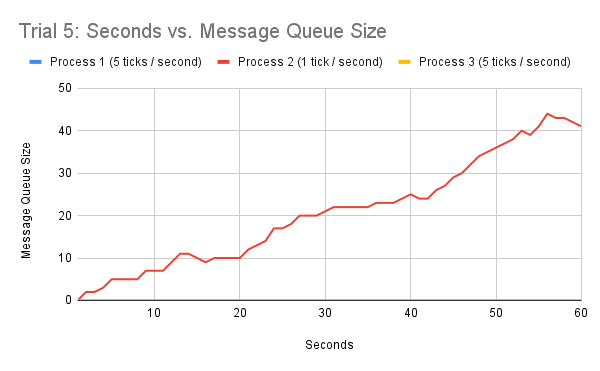 Trial 5: Seconds vs. Message Queue Size
Process 1 (5 ticks / second) Process 2 (1 tick / second) Process 3 (5 ticks / second)
50
40
30
20
10
0
Message Queue Size
10 20 30 40 50 60
Seconds